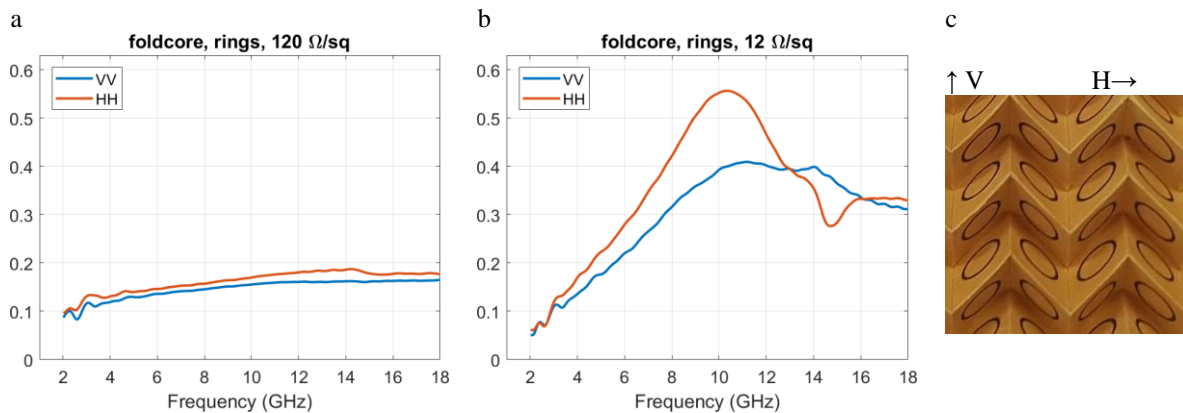 a
foldcore, rings, 120 Ω/sq
0.6
0.5
0.4
0.3
0.2
0.1
0
VV
HH
2 4 6 8 10 12 14 16 18
Frequency (GHz)
b
foldcore, rings, 12 Ω/sq
0.6
0.5
0.4
0.3
0.2
0.1
0
VV
HH
2 4 6 8 10 12 14 16 18
Frequency (GHz)
c
↑ V H→